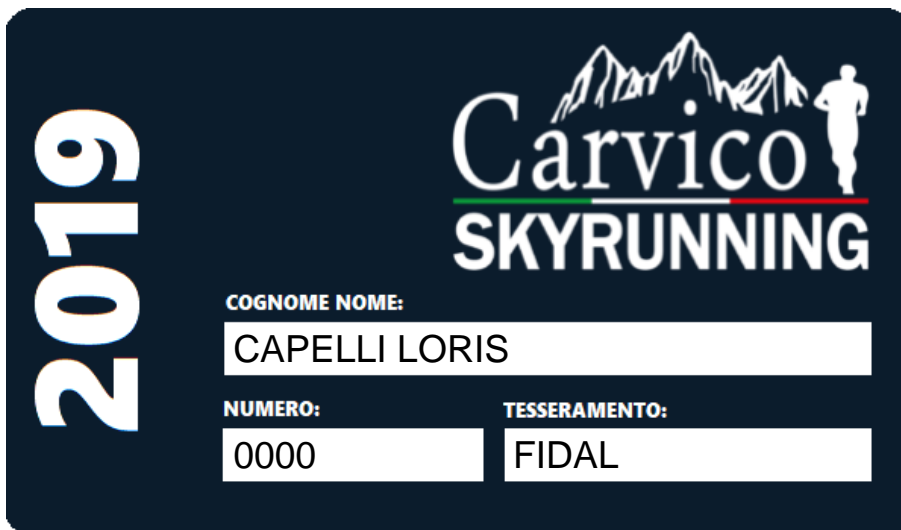 2019
Carvico
SKYRUNNING
COGNOME NOME:
CAPELLI LORIS
NUMERO:
TESSERAMENTO:
0000
FIDAL